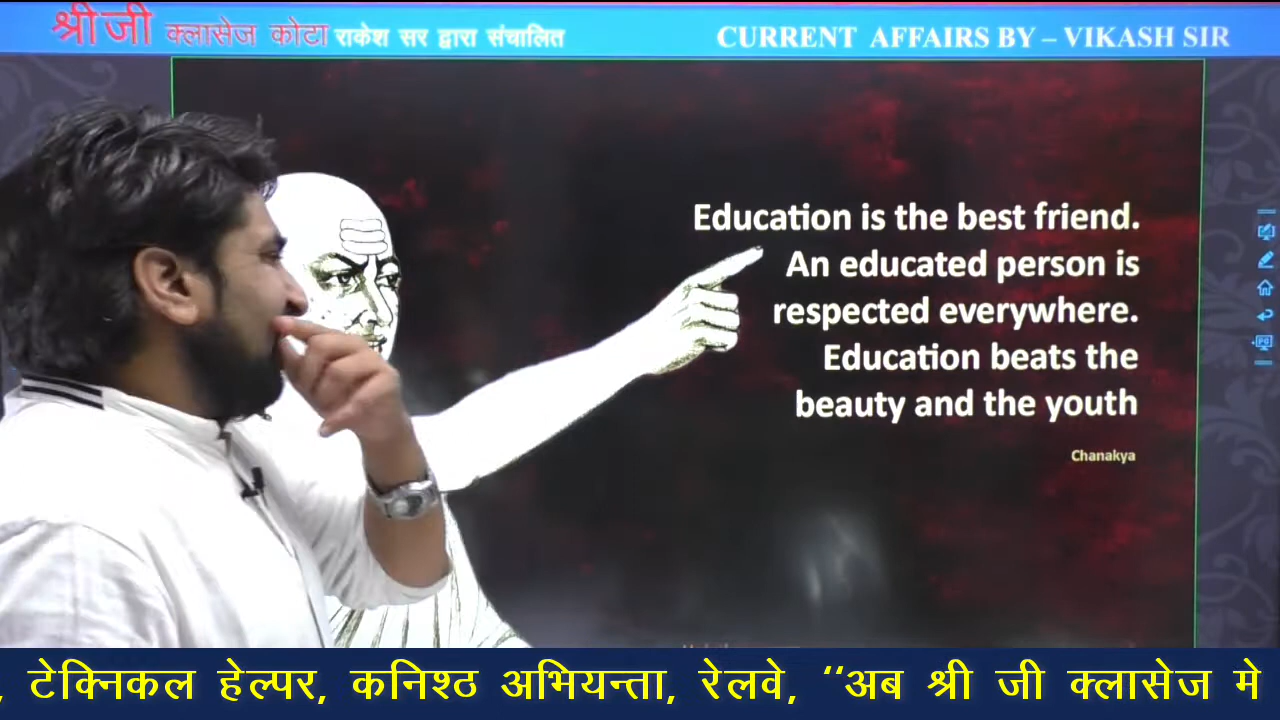 श्रीजी क्लासेज कोटा राकेश सर द्वारा संचालित
CURRENT AFFAIRS BY – VIKASH SIR
Education is the best friend.
An educated person is
respected everywhere.
Education beats the
beauty and the youth
Chanakya
, टेक्निकल हेल्पर, कनिश्ठ अभियन्ता, रेलवे, ‘‘अब श्री जी क्लासेज मे